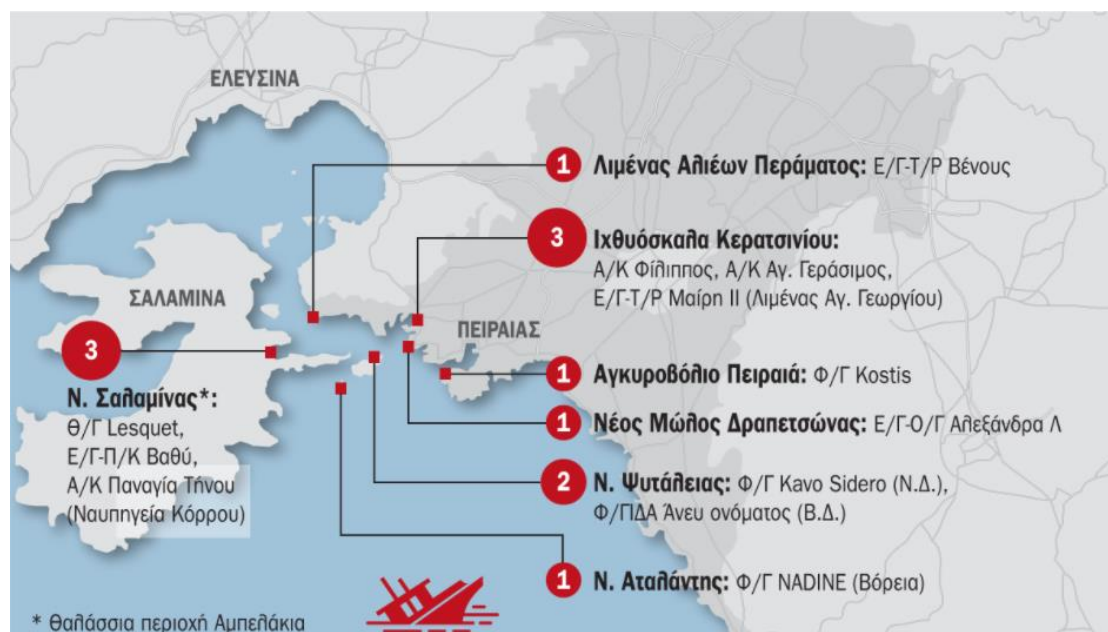 ΕΛΕΥΣΙΝΑ
1 Λιμένας Αλιέων Περάματος: Ε/Γ-Τ/Ρ Βένους
3 Ιχθυόσκαλα Κερατσινίου:
Α/Κ Φίλιππος, Α/Κ Αγ. Γεράσιμος,
Ε/Γ-Τ/Ρ Μαίρη ΙΙ (Λιμένας Αγ. Γεωργίου)
ΣΑΛΑΜΙΝΑ
ΠΕΙΡΑΙΑΣ
3
Ν. Σαλαμίνας*:
Θ/Γ Lesquet,
Ε/Γ-Π/Κ Βαθύ,
Α/Κ Παναγία Τήνου
(Ναυπηγεία Κόρρου)
1 Αγκυροβόλιο Πειραιά: Φ/Γ Kostis
1 Νέος Μώλος Δραπετσώνας: Ε/Γ-Ο/Γ Αλεξάνδρα Λ
2 Ν. Ψυτάλειας: Φ/Γ Kavo Sidero (Ν.Δ.),
Φ/ΓΙΔΑ Άνευ ονόματος (Β.Δ.)
1 Ν. Αταλάντης: Φ/Γ NADINE (Βόρεια)
* Θαλάσσια περιοχή Αμπελάκια